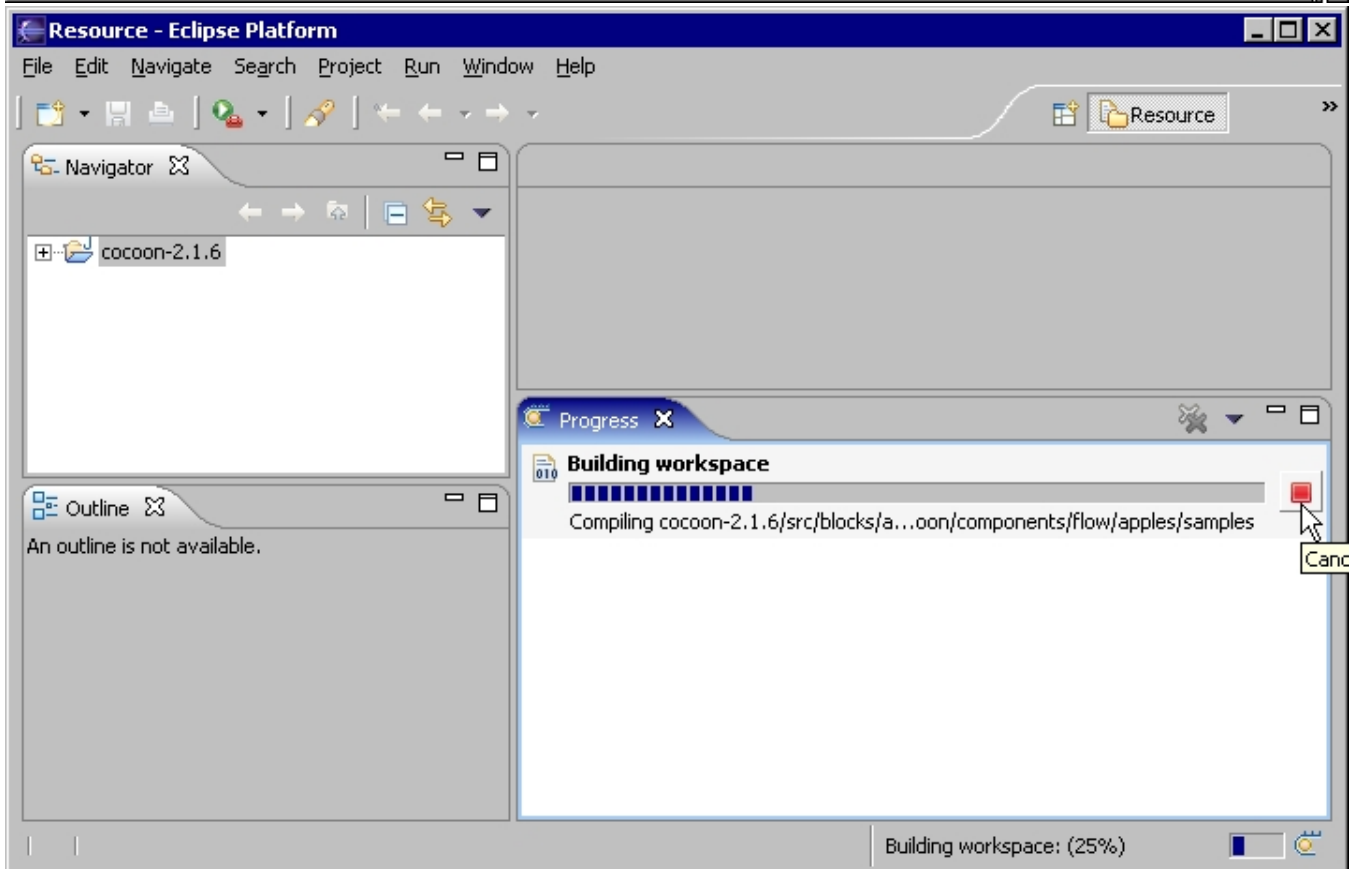 Resource - Eclipse Platform
File Edit Navigate Search Project Run Window Help
Resource »
Navigator
cocoon-2.1.6
Progress
010 Building workspace
Compiling cocoon-2.1.6/src/blocks/a...oon/components/flow/apples/samples
Canc
Outline
An outline is not available.
Building workspace: (25%)